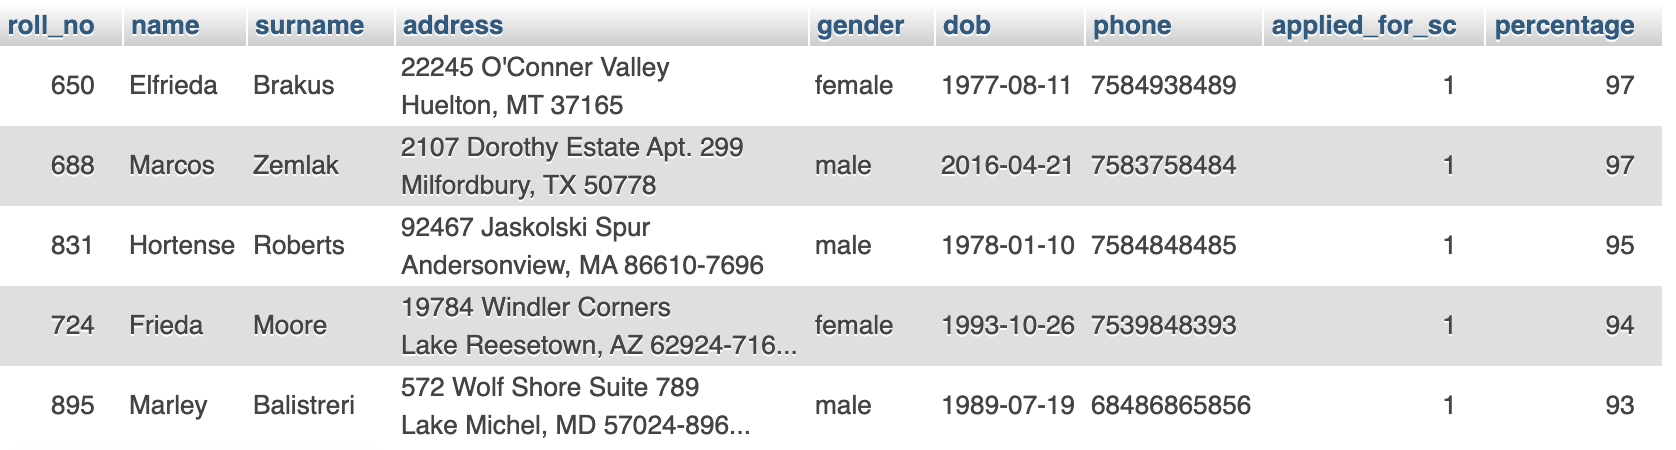 roll_no name surname address gender dob phone applied_for_sc percentage
650 Elfrieda Brakus 22245 O'Conner Valley female 1977-08-11 7584938489 1 97
Huelton, MT 37165
688 Marcos Zemlak 2107 Dorothy Estate Apt. 299 male 2016-04-21 7583758484 1 97
Milfordbury, TX 50778
831 Hortense Roberts 92467 Jaskolski Spur male 1978-01-10 7584848485 1 95
Andersonview, MA 86610-7696
724 Frieda Moore 19784 Windler Corners female 1993-10-26 7539848393 1 94
Lake Reesetown, AZ 62924-716...
895 Marley Balistreri 572 Wolf Shore Suite 789 male 1989-07-19 68486865856 1 93
Lake Michel, MD 57024-896...